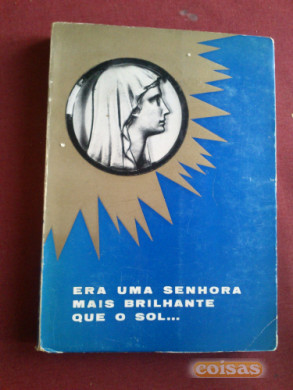 ERA UMA SENHORA
MAIS BRILHANTE
QUE O SOL...
coisas